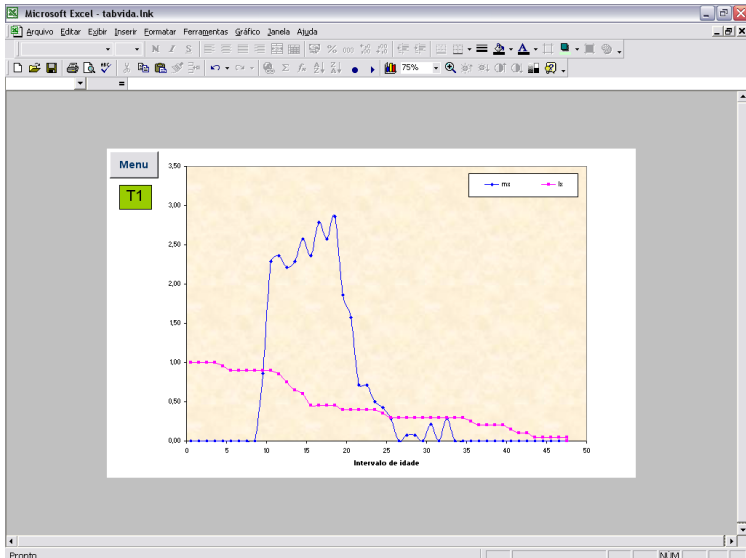 Microsoft Excel - tabvida.lnk
Arquivo Editar Exibir Inserir Formatar Ferramentas Gráfico Janela Ajuda
N I S % 000
Σ 75%
=
Menu
T1
mx lx
3,50
3,00
2,50
2,00
1,50
1,00
0,50
0,00
0 5 10 15 20 25 30 35 40 45 50
Intervalo de idade
Pronto NÚM